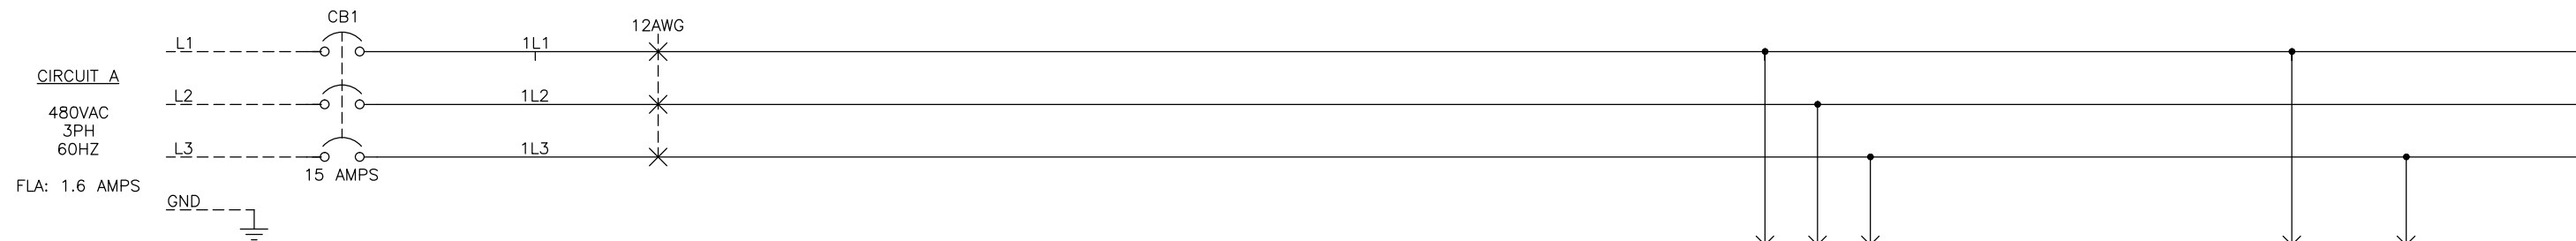 CB1
12AWG
L1
1L1
CIRCUIT A
L2
1L2
480VAC
3PH
60HZ
L3
1L3
15 AMPS
FLA: 1.6 AMPS
GND